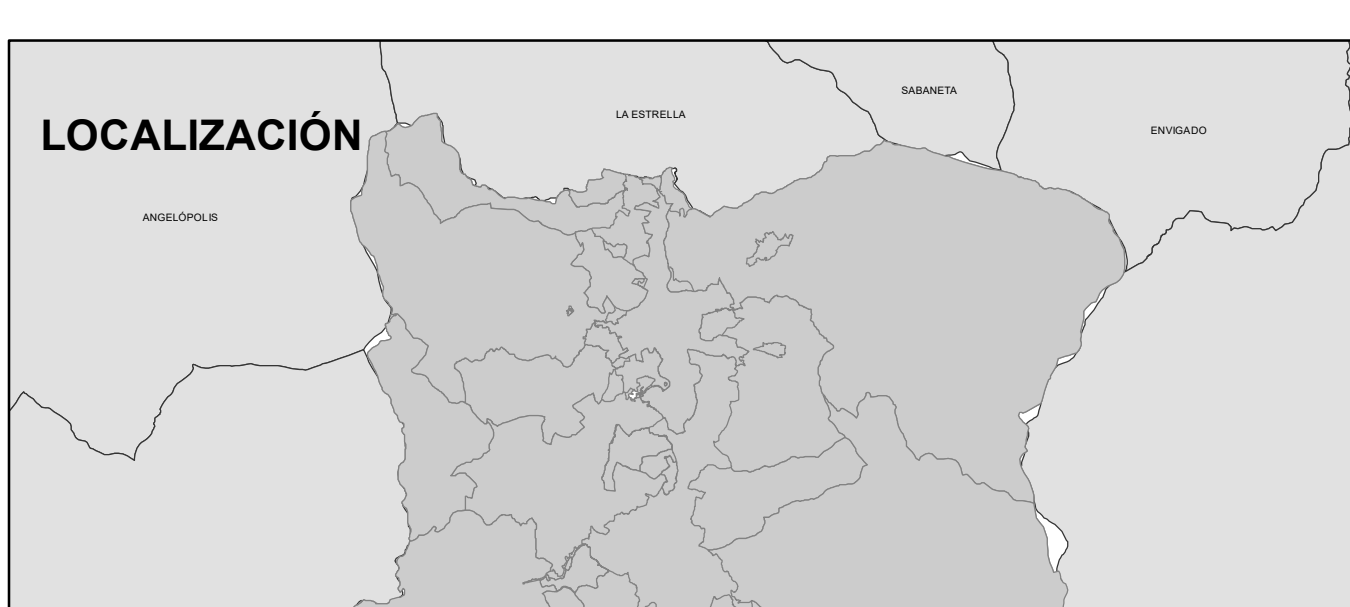 SABANETA
LA ESTRELLA
ENVIGADO
LOCALIZACIÓN
ANGELÓPOLIS